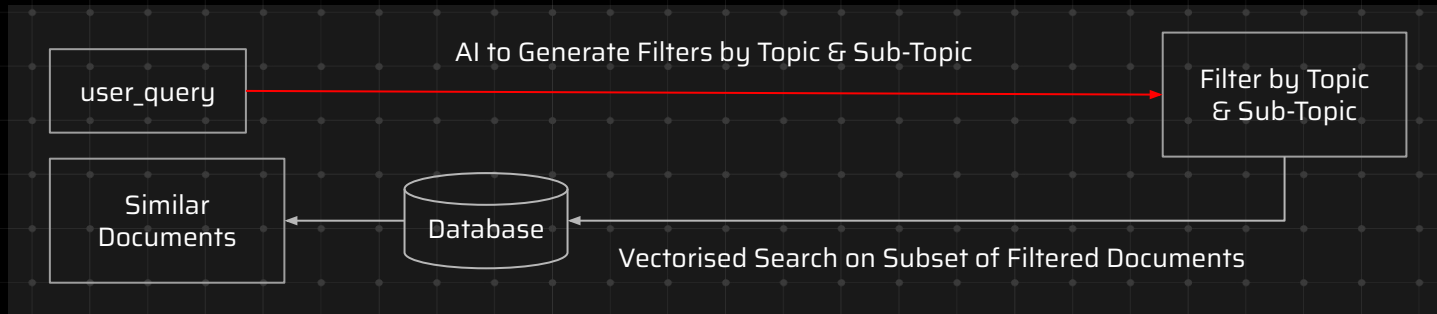 AI to Generate Filters by Topic & Sub-Topic
user_query
Filter by Topic
& Sub-Topic
Similar
Documents
Database
Vectorised Search on Subset of Filtered Documents